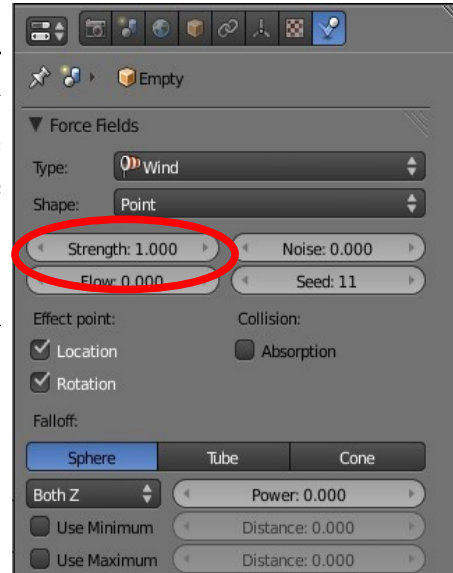 Empty
Force Fields
Type: Wind
Shape: Point
Strength: 1.000 Noise: 0.000
Flow: 0.000 Seed: 11
Effect point: Collision:
Location Absorption
Rotation
Falloff:
Sphere Tube Cone
Both Z Power: 0.000
Use Minimum Distance: 0.000
Use Maximum Distance: 0.000